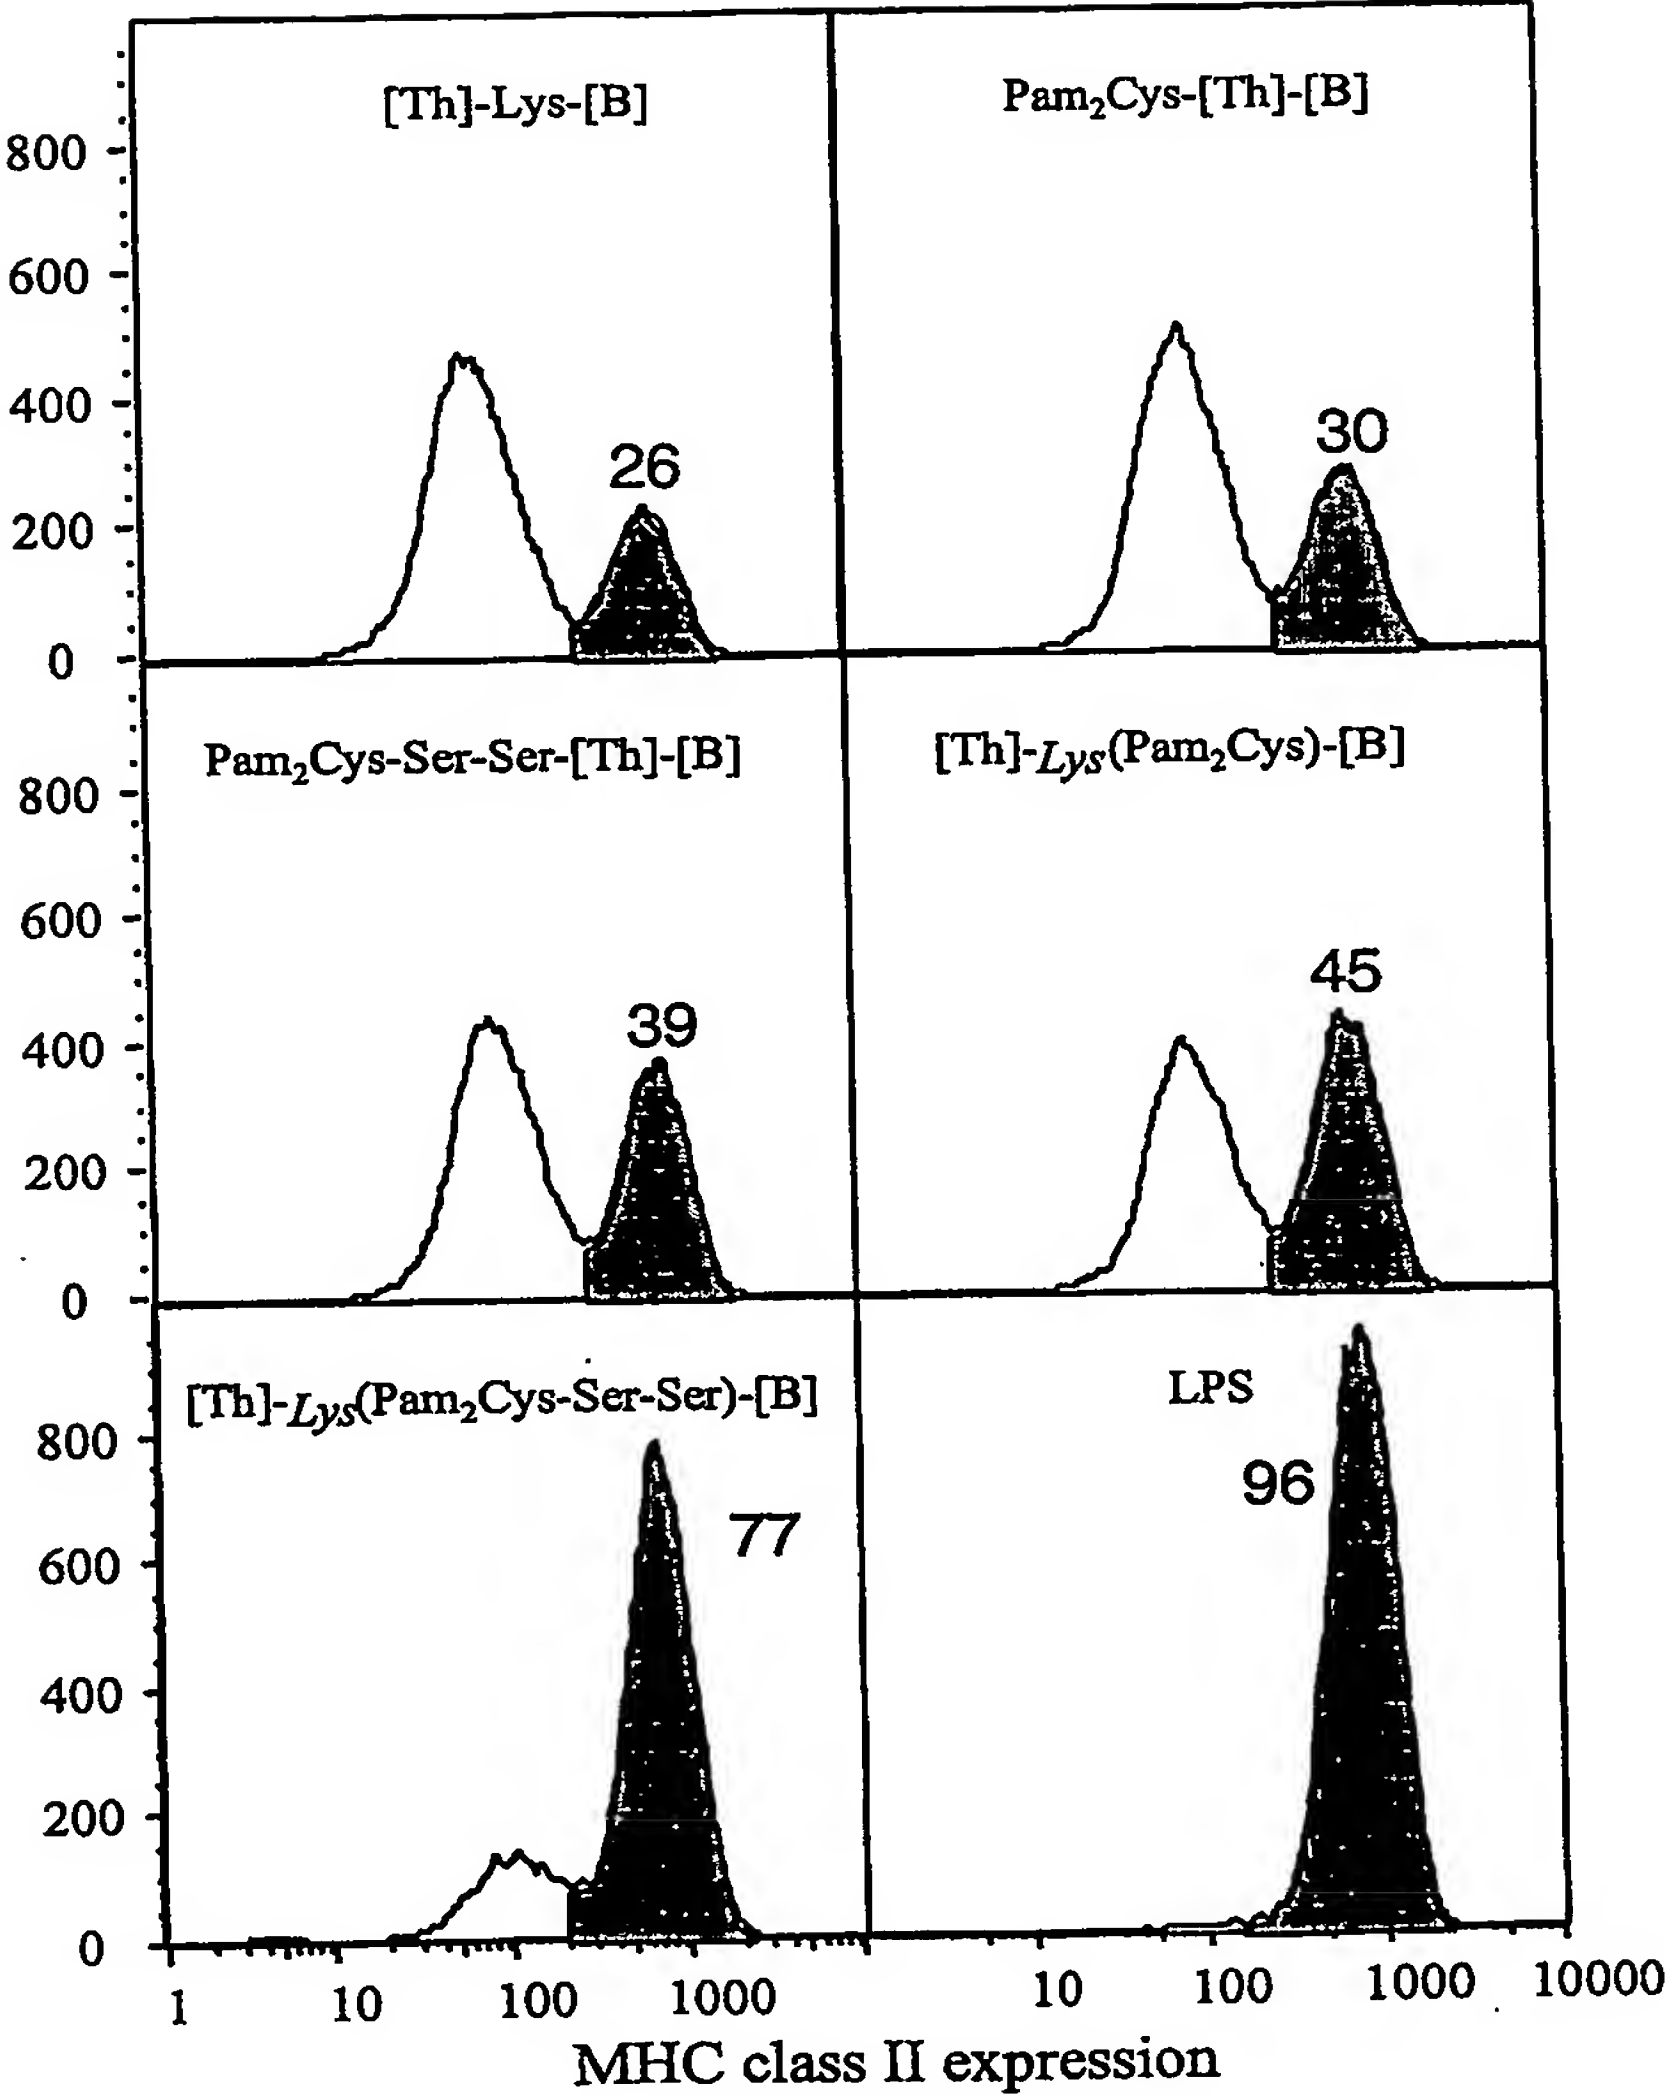 [Th]-Lys-[B]
Pam₂Cys-[Th]-[B]
800
600
400
200
0
26
30
Pam₂Cys-Ser-Ser-[Th]-[B]
[Th]-Lys(Pam₂Cys)-[B]
800
600
400
200
0
39
45
[Th]-Lys(Pam₂Cys-Ser-Ser)-[B]
LPS
800
600
400
200
0
77
96
1 10 100 1000 10 100 1000 10000
MHC class II expression